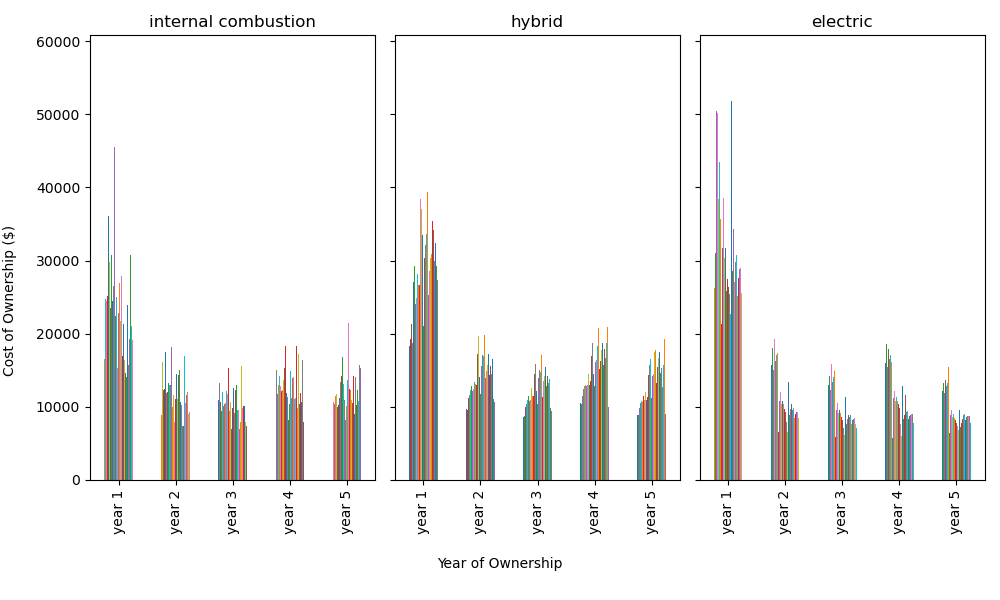 internal combustion
hybrid
electric
Cost of Ownership ($)
60000
50000
40000
30000
20000
10000
0
year 1
year 2
year 3
year 4
year 5
year 1
year 2
year 3
year 4
year 5
year 1
year 2
year 3
year 4
year 5
Year of Ownership